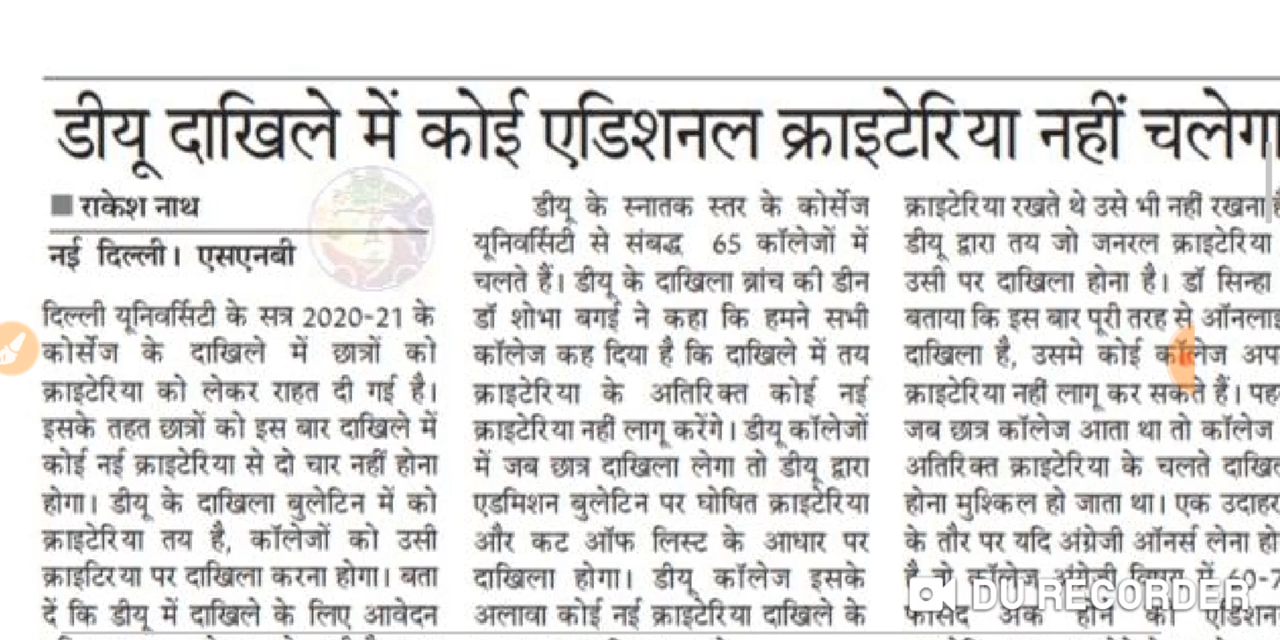 डीयू दाखिले में कोई एडिशनल क्राइटेरिया नहीं चलेगा
राकेश नाथ
नई दिल्ली। एसएनबी
दिल्ली यूनिवर्सिटी के सत्र 2020-21 के
कोर्सेज के दाखिले में छात्रों को
क्राइटेरिया को लेकर राहत दी गई है।
इसके तहत छात्रों को इस बार दाखिले में
कोई नई क्राइटेरिया से दो चार नहीं होना
होगा। डीयू के दाखिला बुलेटिन में को
क्राइटेरिया तय है, कॉलेजों को उसी
क्राइटिरया पर दाखिला करना होगा। बता
दें कि डीयू में दाखिले के लिए आवेदन
डीयू के स्नातक स्तर के कोर्सेज
यूनिवर्सिटी से संबद्ध 65 कॉलेजों में
चलते हैं। डीयू के दाखिला ब्रांच की डीन
डॉ शोभा बगई ने कहा कि हमने सभी
कॉलेज कह दिया है कि दाखिले में तय
क्राइटेरिया के अतिरिक्त कोई नई
क्राइटेरिया नहीं लागू करेंगे। डीयू कॉलेजों
में जब छात्र दाखिला लेगा तो डीयू द्वारा
एडमिशन बुलेटिन पर घोषित क्राइटेरिया
और कट ऑफ लिस्ट के आधार पर
दाखिला होगा। डीयू कॉलेज इसके
अलावा कोई नई क्राइटेरिया दाखिले के
क्राइटेरिया रखते थे उसे भी नहीं रखना
डीयू द्वारा तय जो जनरल क्राइटेरिया
उसी पर दाखिला होना है। डॉ सिन्हा
बताया कि इस बार पूरी तरह से
दाखिला है, उसमे कोई कॉलेज
क्राइटेरिया नहीं लागू कर सकते हैं।
जब छात्र कॉलेज आता था तो कॉलेज
अतिरिक्त क्राइटेरिया के चलते
होना मुश्किल हो जाता था। एक
के तौर पर यदि अंग्रेजी ऑनर्स लेना हो
है तो कॉलेज अंग्रेजी विषय में
फीसद अंक होने की
DU RECORDER